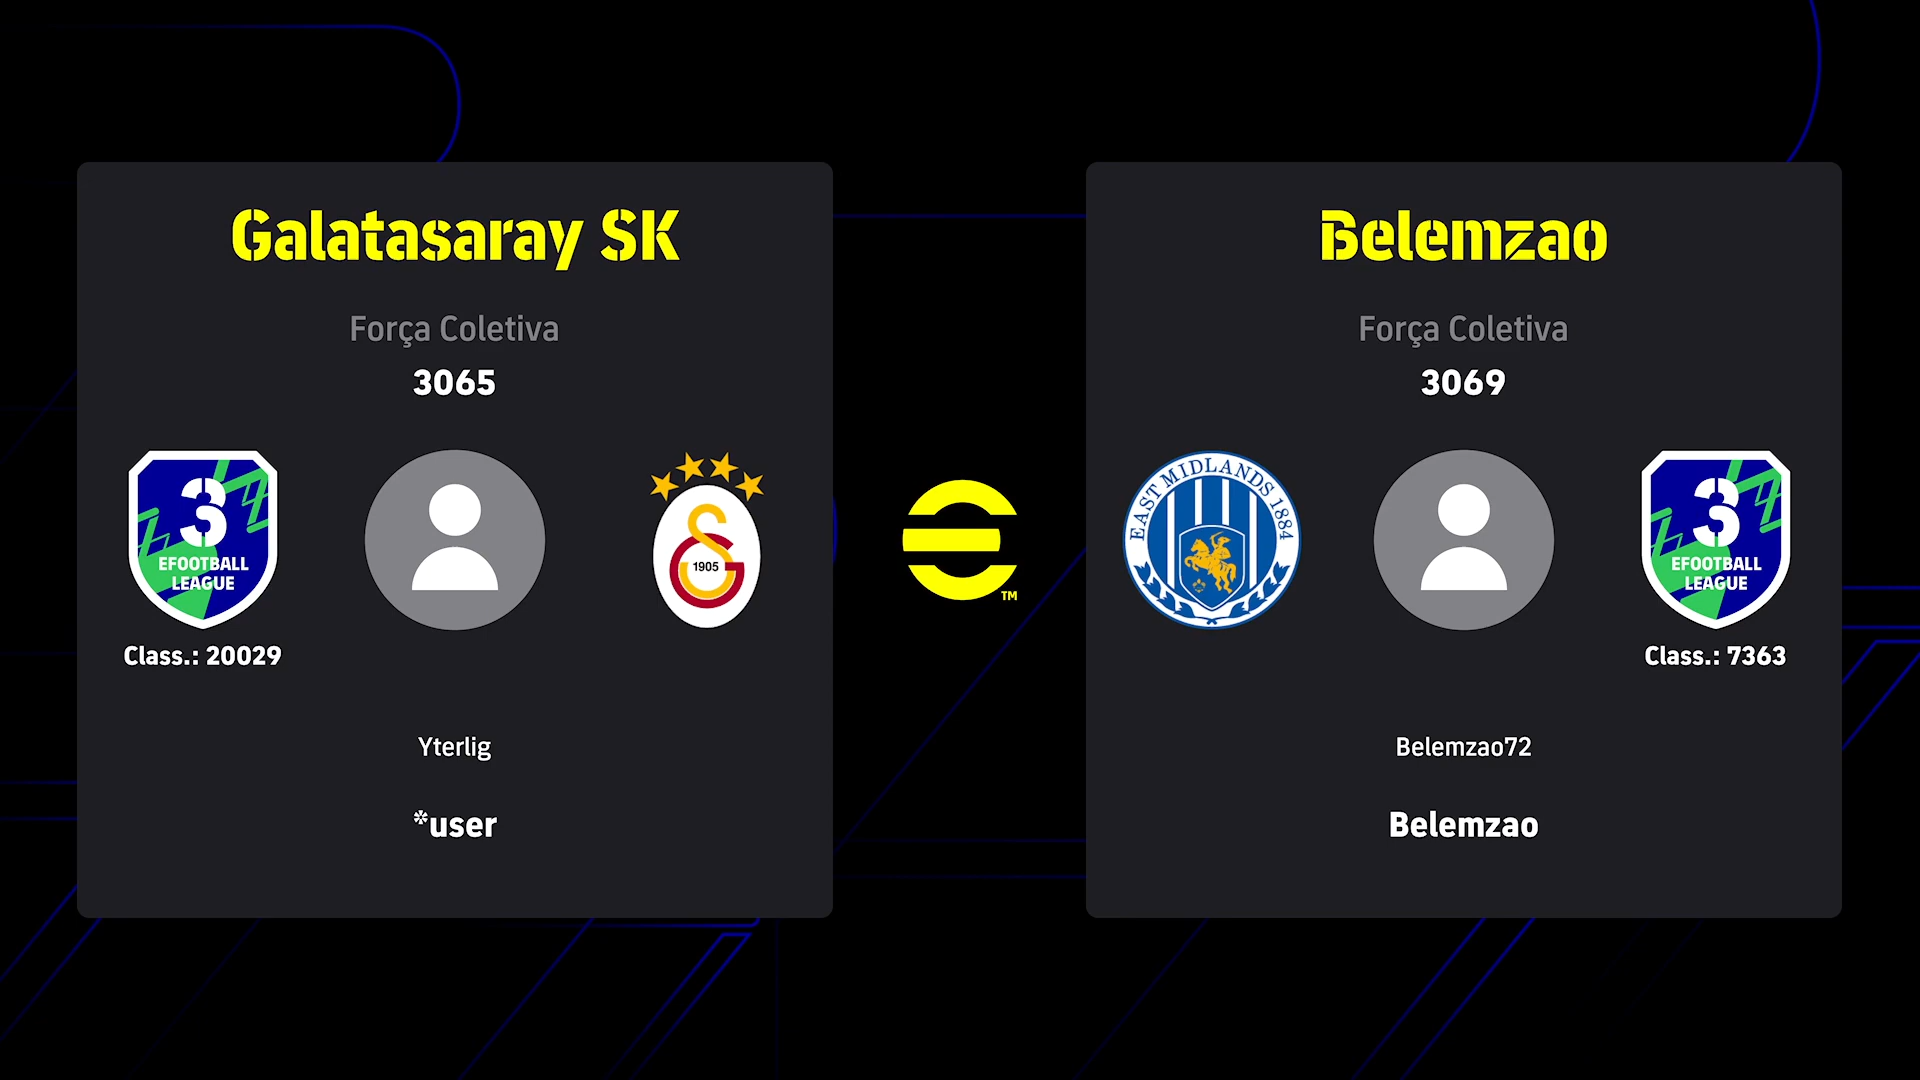 Galatasaray SK
Força Coletiva
3065
3
EFOOTBALL
LEAGUE
Class.: 20029
1905
Yterlig
*user
TM
Belemzao
Força Coletiva
3069
EAST MIDLANDS 1884
3
EFOOTBALL
LEAGUE
Class.: 7363
Belemzao72
Belemzao